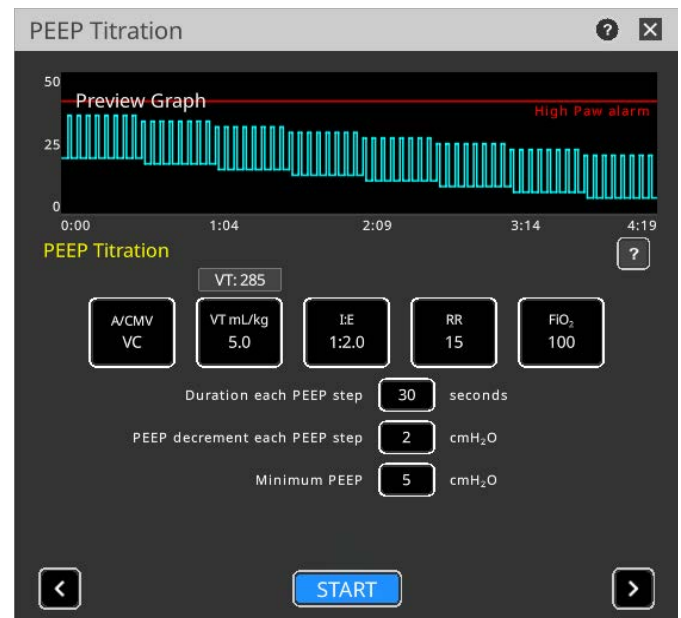 PEEP Titration ?
50
Preview Graph
High Paw alarm
25
0
0:00 1:04 2:09 3:14 4:19
PEEP Titration ?
VT: 285
A/CMV VT mL/kg I:E RR FiO₂
VC 5.0 1:2.0 15 100
Duration each PEEP step 30 seconds
PEEP decrement each PEEP step 2 cmH₂O
Minimum PEEP 5 cmH₂O
START